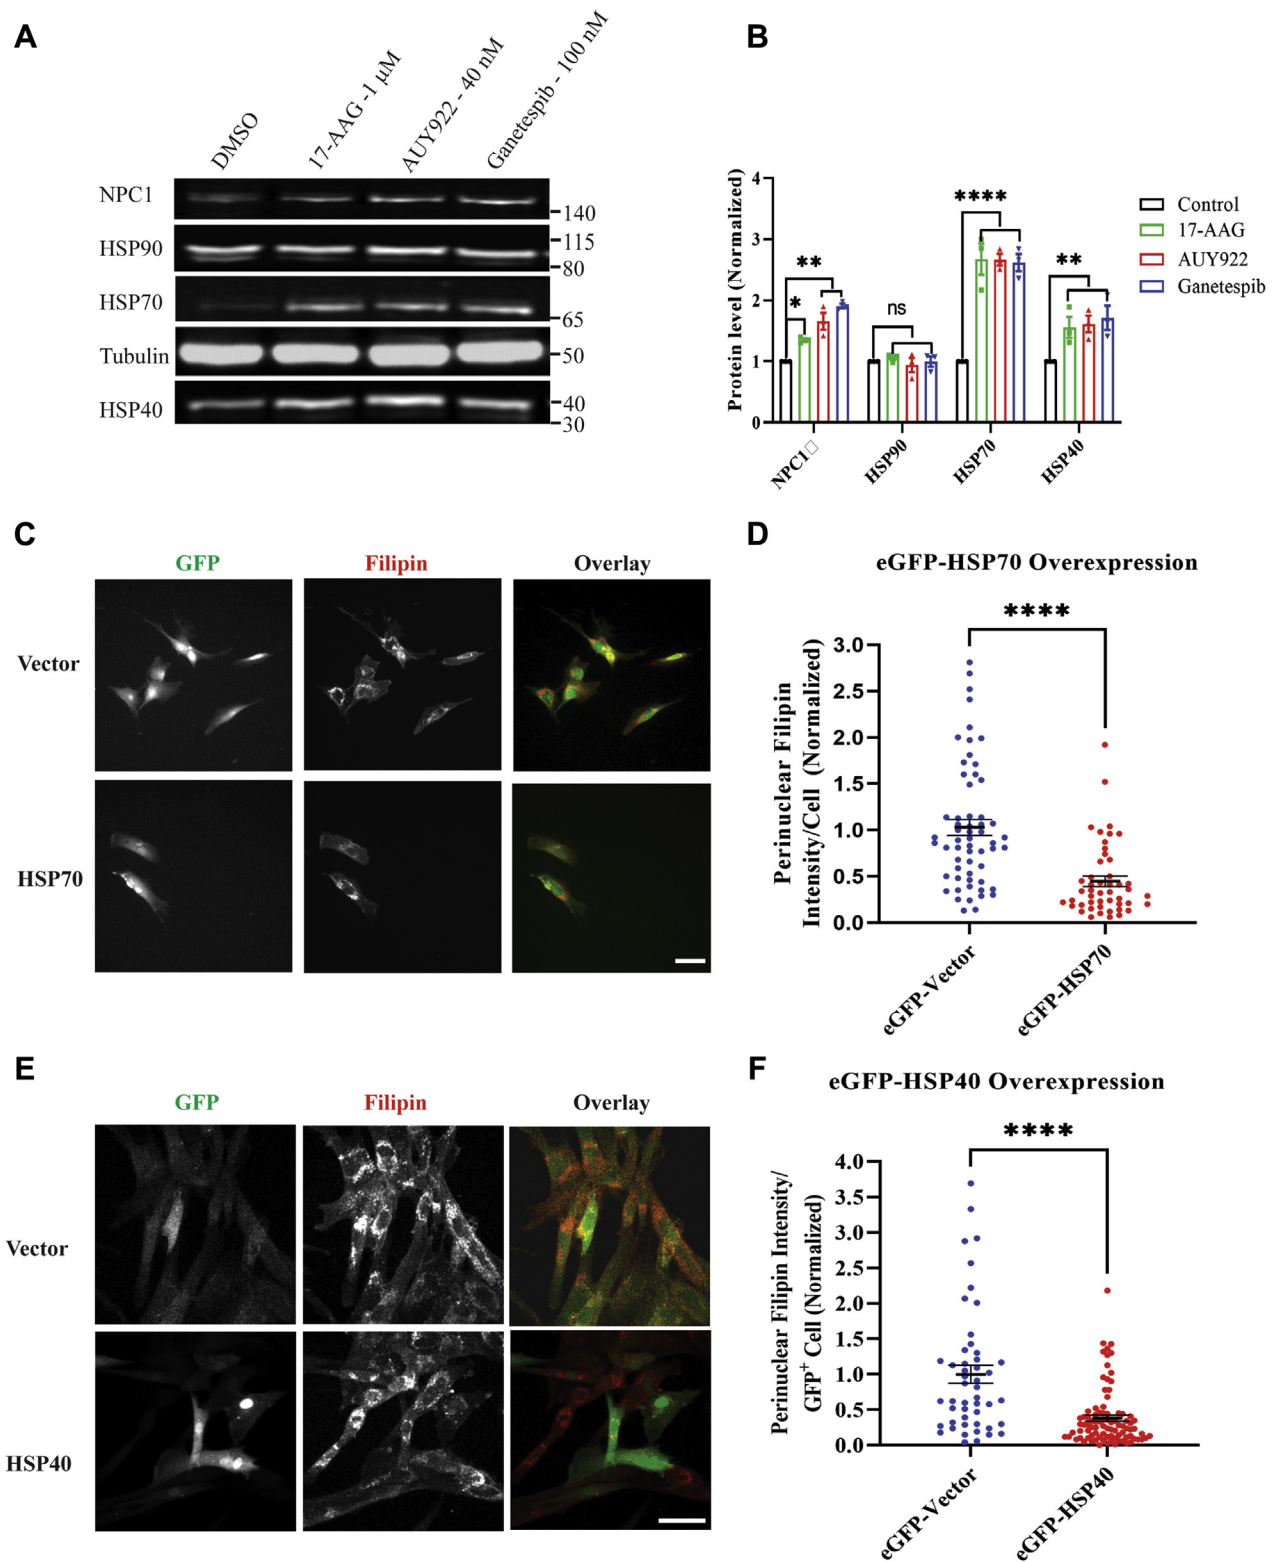 A
DMSO
17-AAG -1 µM
AUY922 - 40 nM
Ganetespib - 100 nM
NPC1
HSP90
HSP70
Tubulin
HSP40
140
115
80
65
50
40
30
B
Protein level (Normalized)
4
3
2
1
0
*
**
ns
****
**
NPC1□
HSP90
HSP70
HSP40
Control
17-AAG
AUY922
Ganetespib
C
GFP
Filipin
Overlay
Vector
HSP70
D
eGFP-HSP70 Overexpression
****
Perinuclear Filipin
Intensity/Cell (Normalized)
3.0
2.5
2.0
1.5
1.0
0.5
0.0
eGFP-Vector
eGFP-HSP70
E
GFP
Filipin
Overlay
Vector
HSP40
F
eGFP-HSP40 Overexpression
****
Perinuclear Filipin Intensity/
GFP+ Cell (Normalized)
4.0
3.5
3.0
2.5
2.0
1.5
1.0
0.5
0.0
eGFP-Vector
eGFP-HSP40